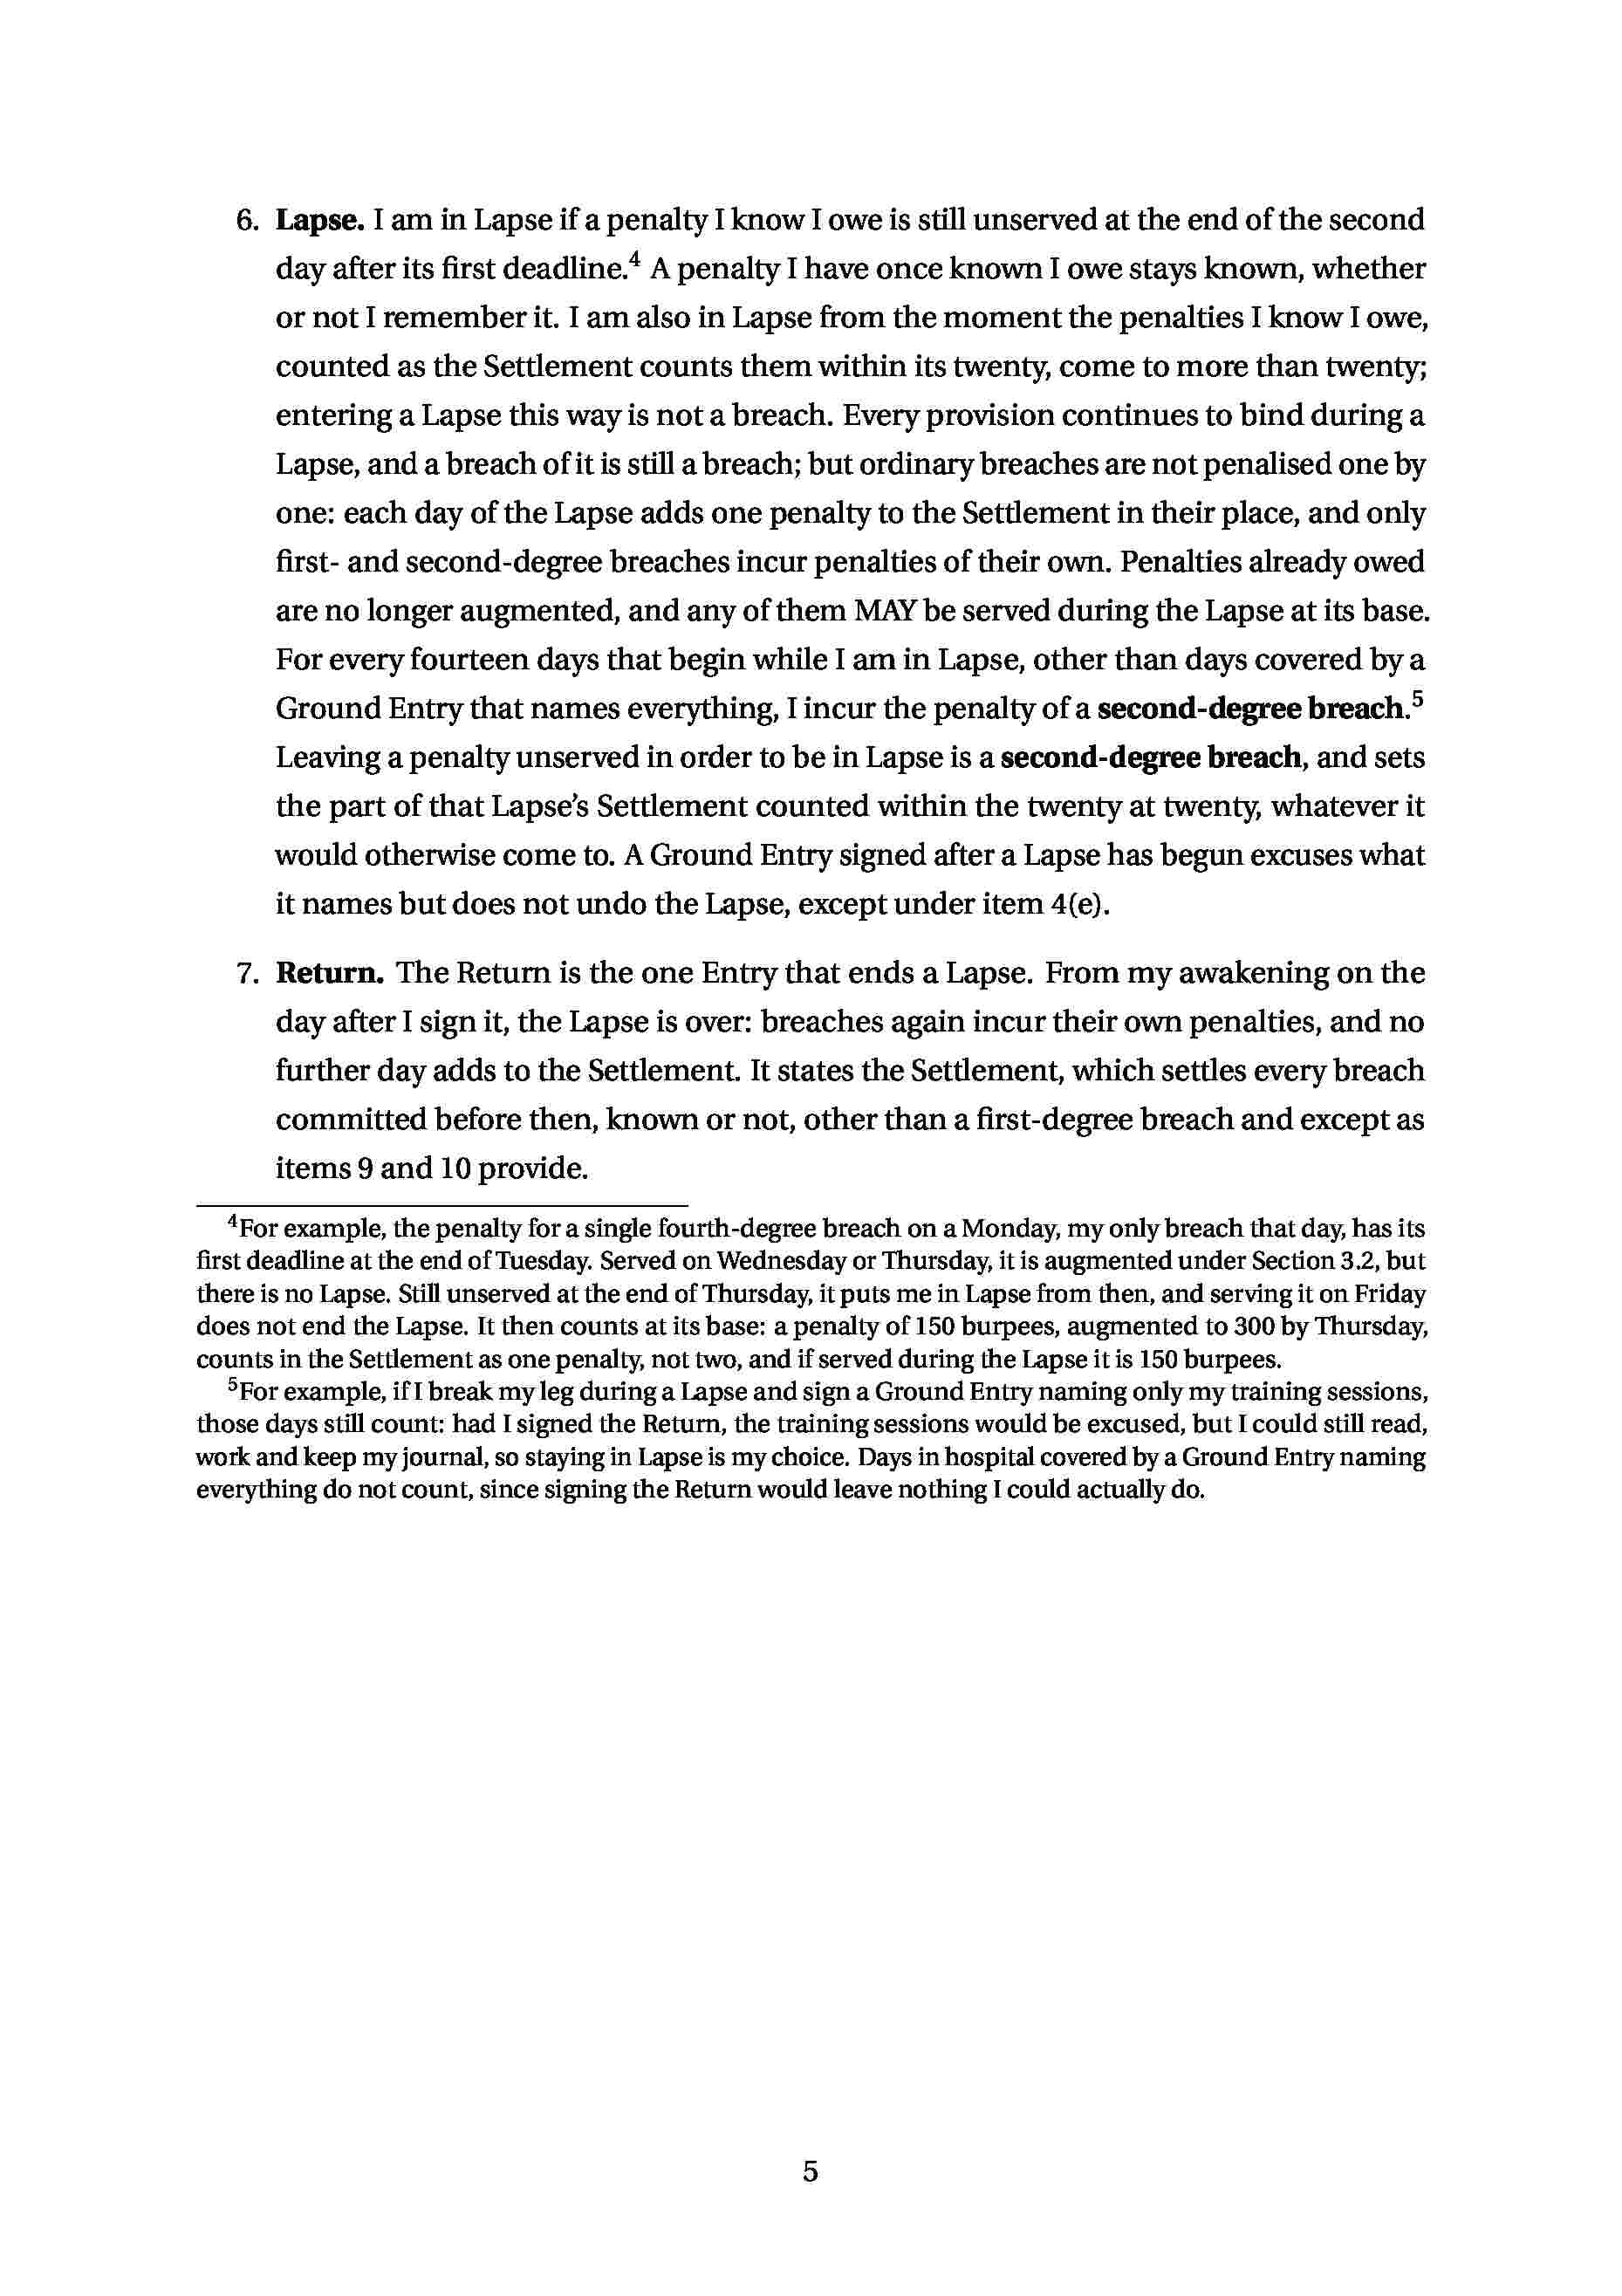 6. Lapse. I am in Lapse if a penalty I know I owe is still unserved at the end of the second
day after its first deadline.4 A penalty I have once known I owe stays known, whether
or not I remember it. I am also in Lapse from the moment the penalties I know I owe,
counted as the Settlement counts them within its twenty, come to more than twenty;
entering a Lapse this way is not a breach. Every provision continues to bind during a
Lapse, and a breach of it is still a breach; but ordinary breaches are not penalised one by
one: each day of the Lapse adds one penalty to the Settlement in their place, and only
first- and second-degree breaches incur penalties of their own. Penalties already owed
are no longer augmented, and any of them MAY be served during the Lapse at its base.
For every fourteen days that begin while I am in Lapse, other than days covered by a
Ground Entry that names everything, I incur the penalty of a second-degree breach.5
Leaving a penalty unserved in order to be in Lapse is a second-degree breach, and sets
the part of that Lapse’s Settlement counted within the twenty at twenty, whatever it
would otherwise come to. A Ground Entry signed after a Lapse has begun excuses what
it names but does not undo the Lapse, except under item 4(e).
7. Return. The Return is the one Entry that ends a Lapse. From my awakening on the
day after I sign it, the Lapse is over: breaches again incur their own penalties, and no
further day adds to the Settlement. It states the Settlement, which settles every breach
committed before then, known or not, other than a first-degree breach and except as
items 9 and 10 provide.
4For example, the penalty for a single fourth-degree breach on a Monday, my only breach that day, has its
first deadline at the end of Tuesday. Served on Wednesday or Thursday, it is augmented under Section 3.2, but
there is no Lapse. Still unserved at the end of Thursday, it puts me in Lapse from then, and serving it on Friday
does not end the Lapse. It then counts at its base: a penalty of 150 burpees, augmented to 300 by Thursday,
counts in the Settlement as one penalty, not two, and if served during the Lapse it is 150 burpees.
5For example, if I break my leg during a Lapse and sign a Ground Entry naming only my training sessions,
those days still count: had I signed the Return, the training sessions would be excused, but I could still read,
work and keep my journal, so staying in Lapse is my choice. Days in hospital covered by a Ground Entry naming
everything do not count, since signing the Return would leave nothing I could actually do.
5